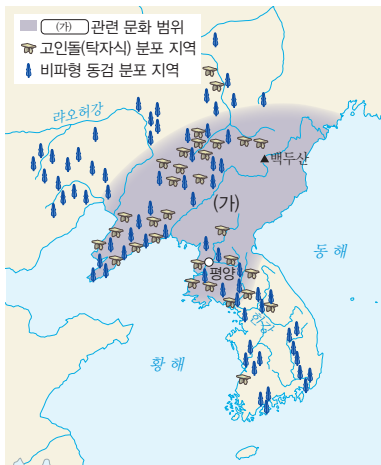 (가) 관련 문화 범위
고인돌(탁자식) 분포 지역
비파형 동검 분포 지역
랴오허강
백두산
(가)
동해
평양
황해